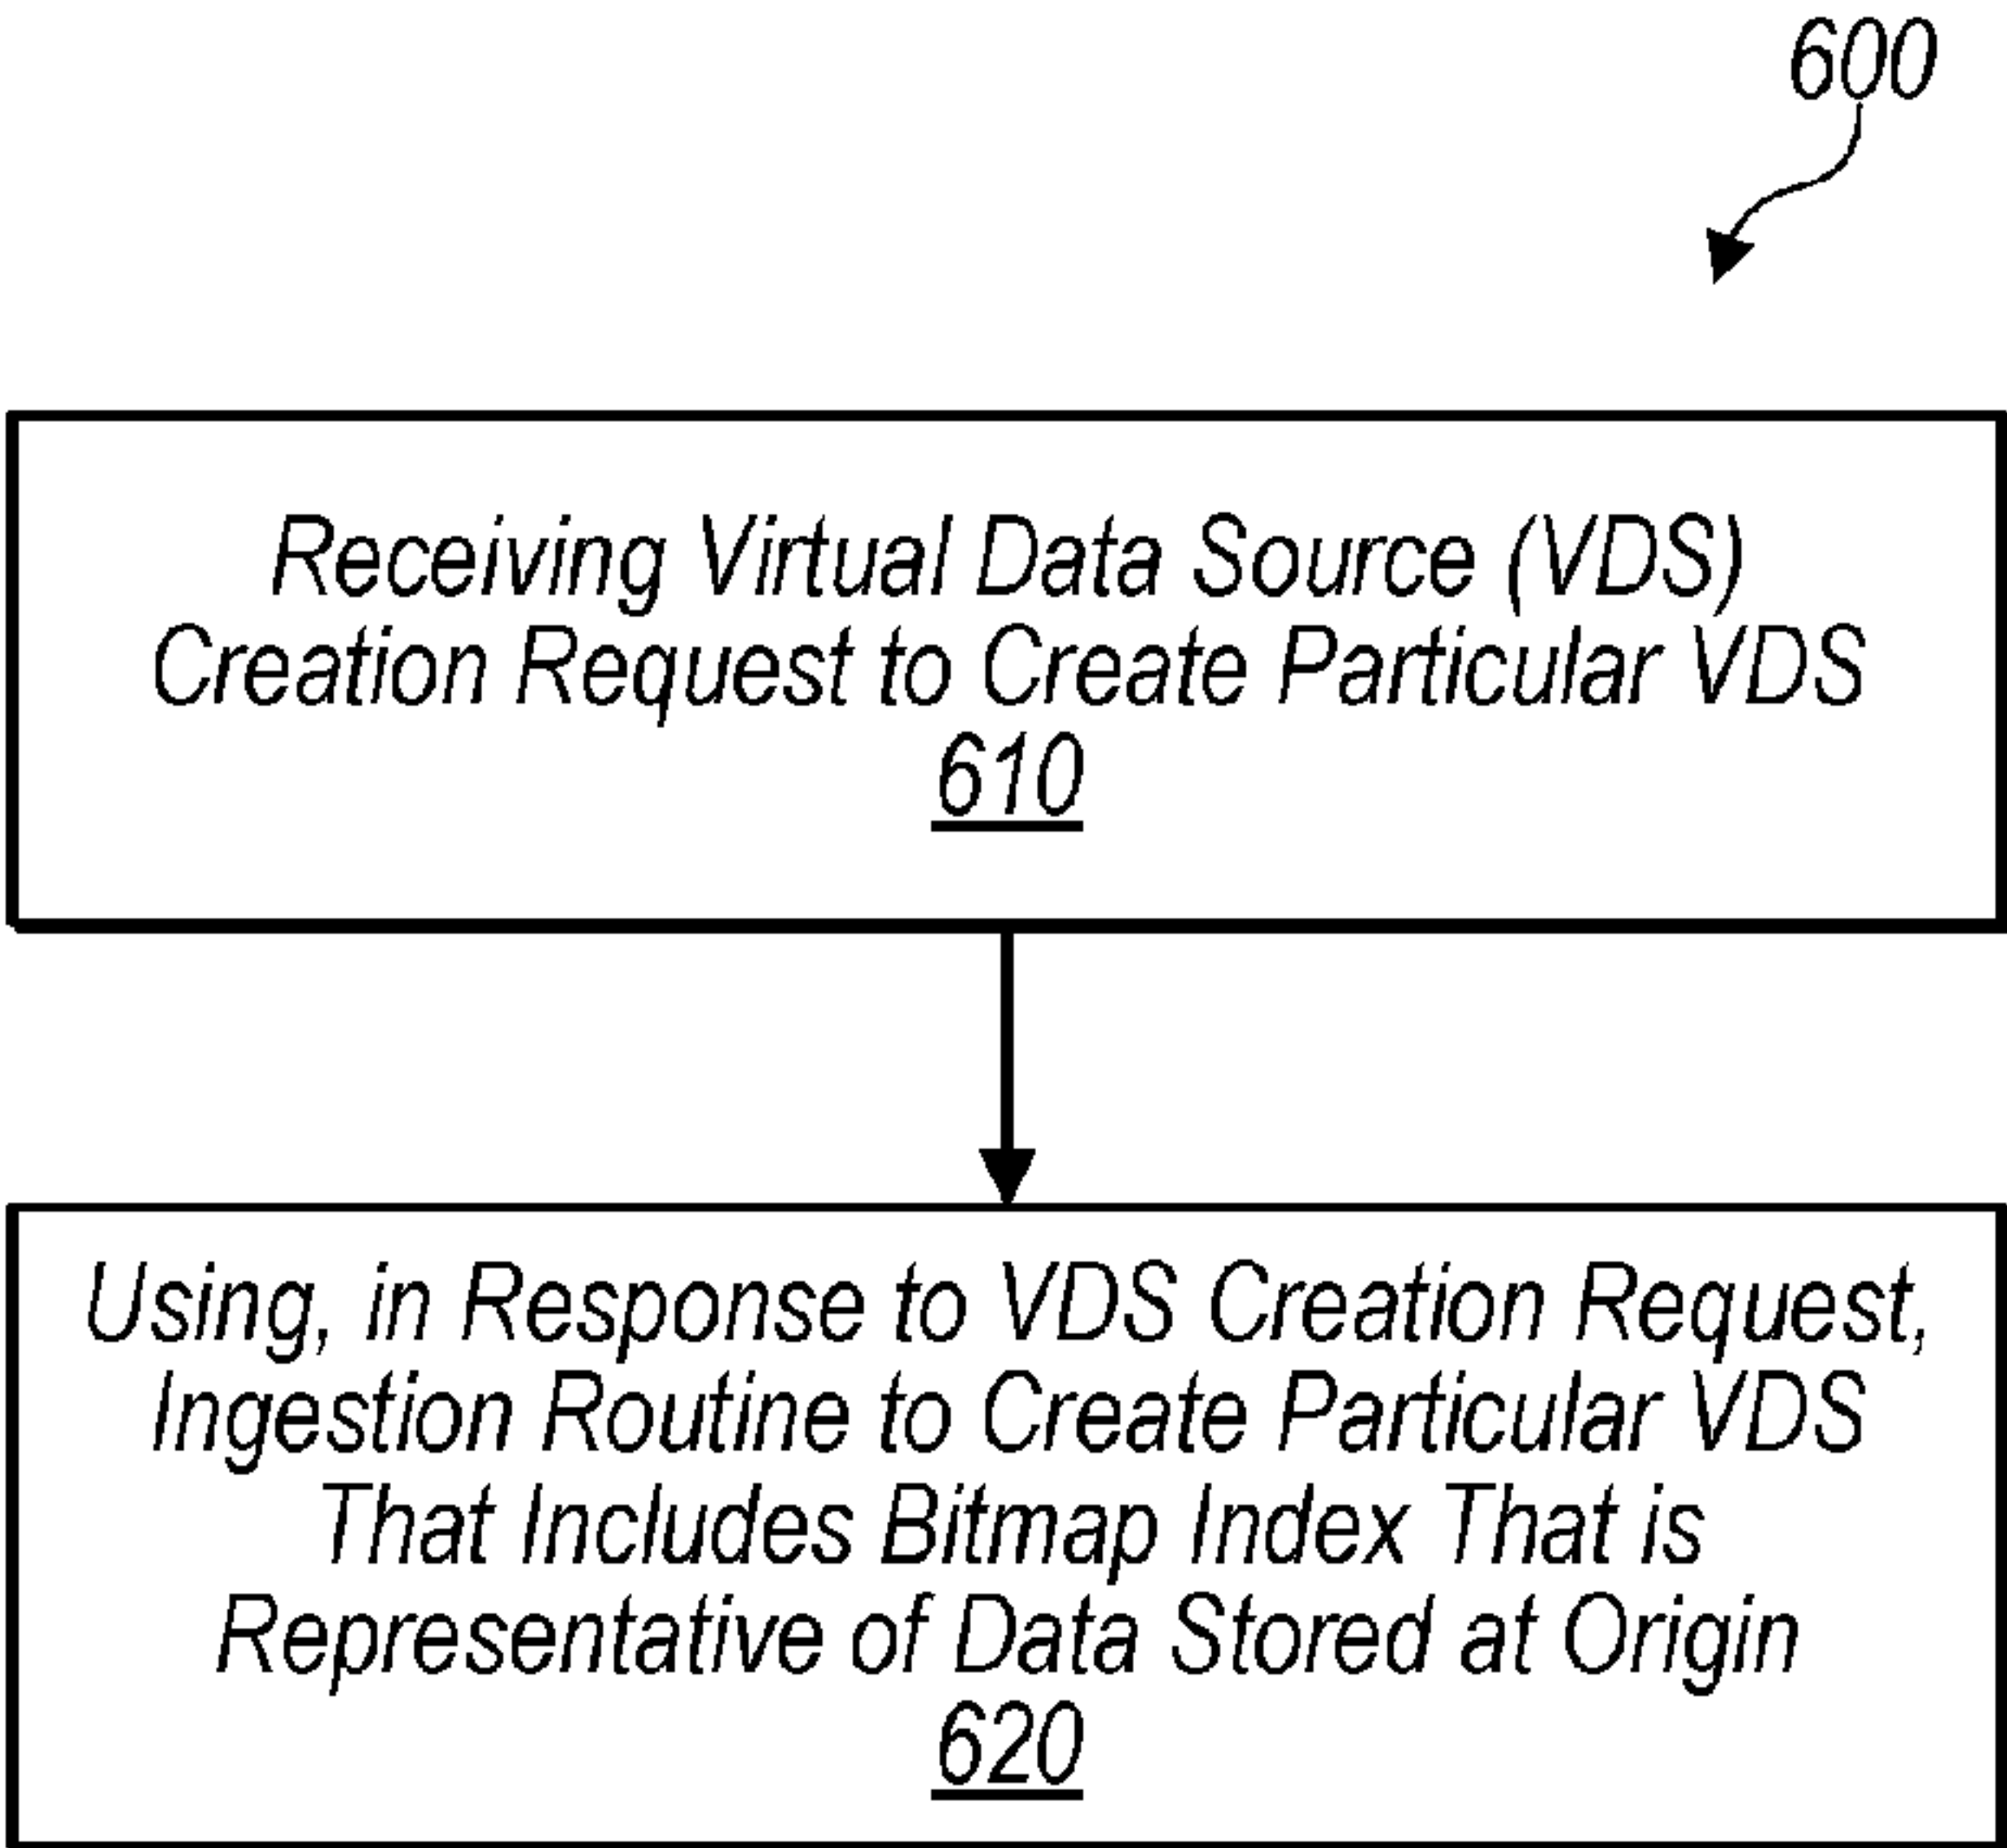 600
Receiving Virtual Data Source (VDS)
Creation Request to Create Particular VDS
610
Using, in Response to VDS Creation Request,
Ingestion Routine to Create Particular VDS
That Includes Bitmap Index That is
Representative of Data Stored at Origin
620